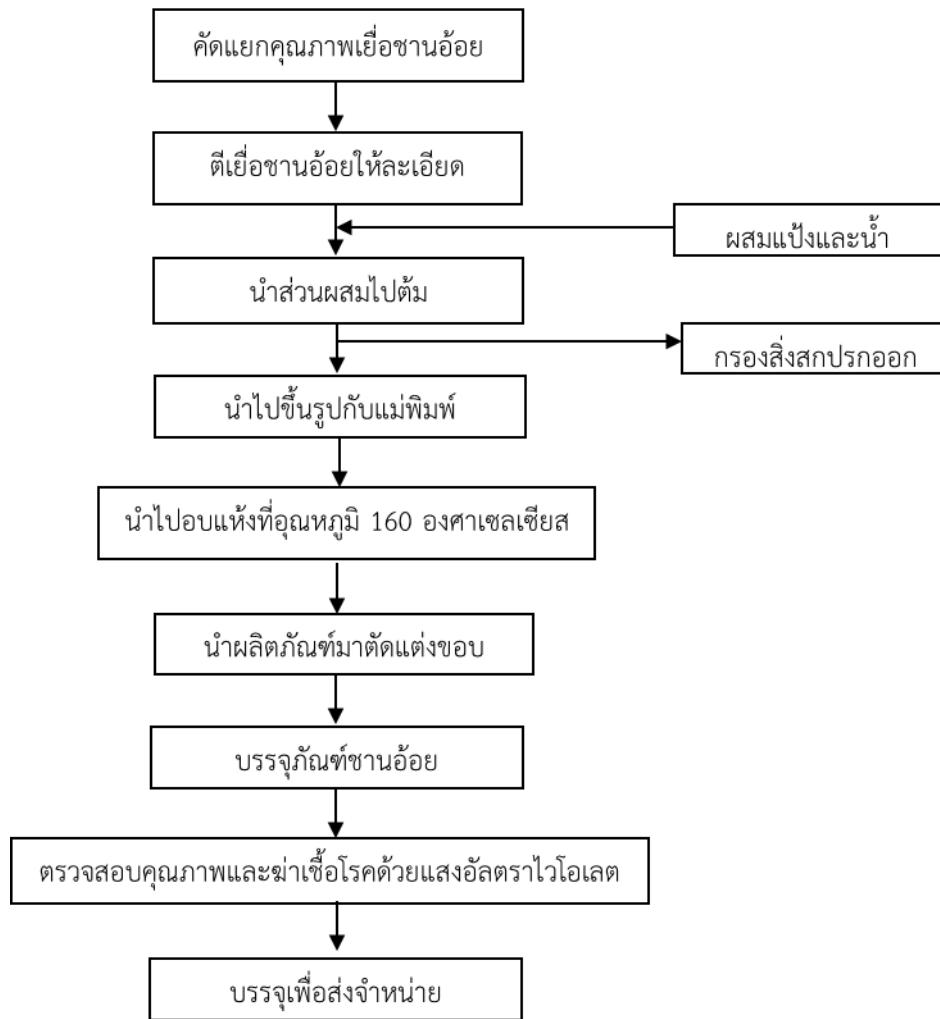 คัดแยกคุณภาพเยื่อชานอ้อย
ตีเยื่อชานอ้อยให้ละเอียด
ผสมแป้งและน้ำ
นำส่วนผสมไปต้ม
กรองสิ่งสกปรกออก
นำไปขึ้นรูปกับแม่พิมพ์
นำไปอบแห้งที่อุณหภูมิ 160 องศาเซลเซียส
นำผลิตภัณฑ์มาตัดแต่งขอบ
บรรจุภัณฑ์ชานอ้อย
ตรวจสอบคุณภาพและฆ่าเชื้อโรคด้วยแสงอัลตราไวโอเลต
บรรจุเพื่อส่งจำหน่าย